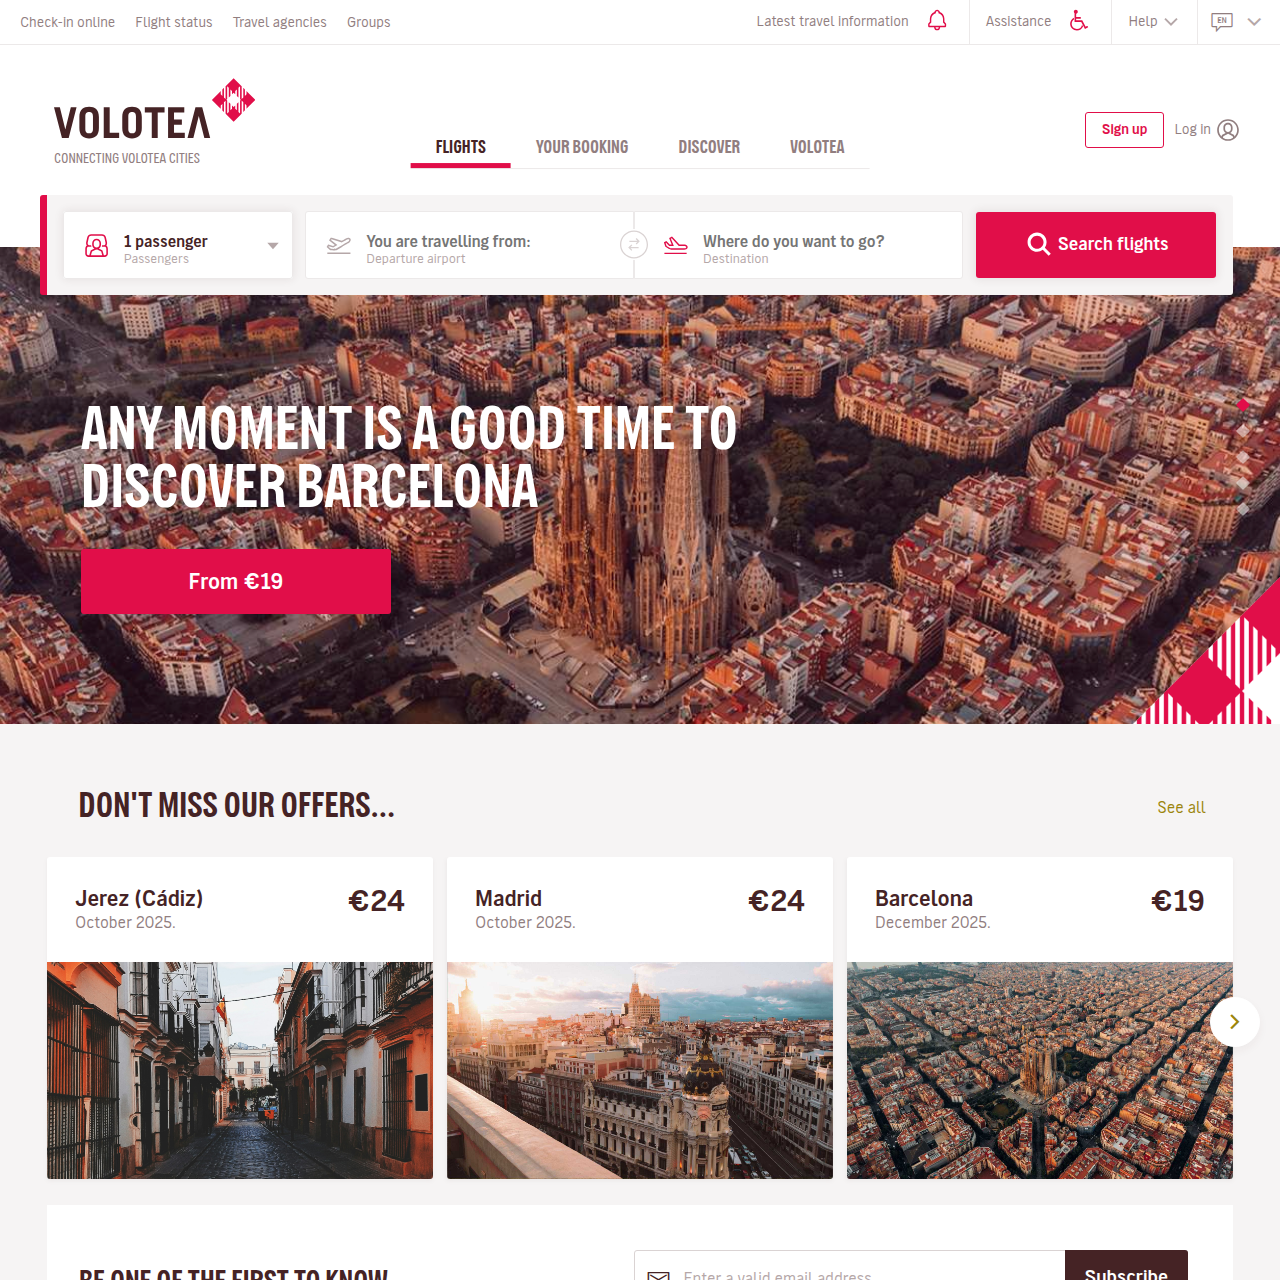 Check-in online
Flight status
Travel agencies
Groups
Latest travel information
Assistance
Help
EN
VOLOTEA
CONNECTING VOLOTEA CITIES
FLIGHTS
YOUR BOOKING
DISCOVER
VOLOTEA
Sign up
Log in
1 passenger
Passengers
You are travelling from:
Departure airport
Where do you want to go?
Destination
Search flights
ANY MOMENT IS A GOOD TIME TO
DISCOVER BARCELONA
From €19
DON'T MISS OUR OFFERS...
See all
Jerez (Cádiz)
October 2025.
€24
Madrid
October 2025.
€24
Barcelona
December 2025.
€19
BE ONE OF THE FIRST TO KNOW
Enter a valid email address
Subscribe